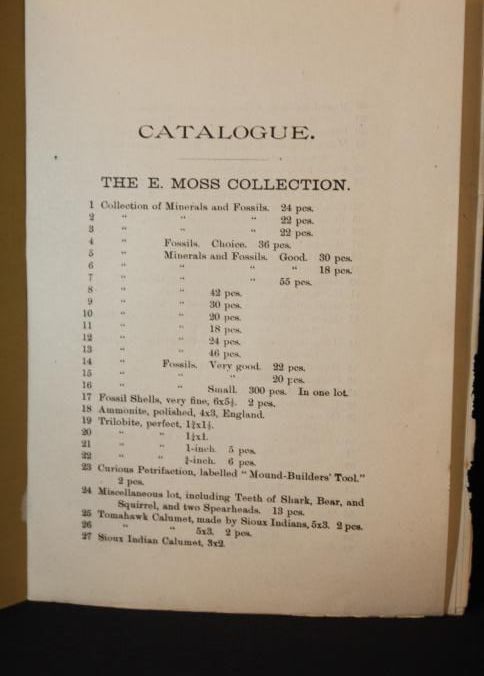 CATALOGUE.
THE E. MOSS COLLECTION.
1 Collection of Minerals and Fossils. 24 pcs.
2 " " " 22 pcs.
3 " " " 22 pcs.
4 " Fossils. Choice. 36 pcs.
5 " Minerals and Fossils. Good. 30 pcs.
6 " " " " 18 pcs.
7 " " " 55 pcs.
8 " " 42 pcs.
9 " " 30 pcs.
10 " " 20 pcs.
11 " " 18 pcs.
12 " " 24 pcs.
13 " " 46 pcs.
14 " Fossils. Very good. 22 pcs.
15 " " " 20 pcs.
16 " " Small. 300 pcs. In one lot.
17 Fossil Shells, very fine, 6x5½. 2 pcs.
18 Ammonite, polished, 4x3, England.
19 Trilobite, perfect,
20 " "
21 " " 1-inch. 5 pcs.
22 " " ¾-inch. 6 pcs.
23 Curious Petrifaction, labelled "Mound-Builders' Tool."
2 pcs.
24 Miscellaneous lot, including Teeth of Shark, Bear, and
Squirrel, and two Spearheads. 13 pcs.
25 Tomahawk Calumet, made by Sioux Indians, 5x3. 2 pcs.
26 " " 5x3. 2 pcs.
27 Sioux Indian Calumet, 3x2.